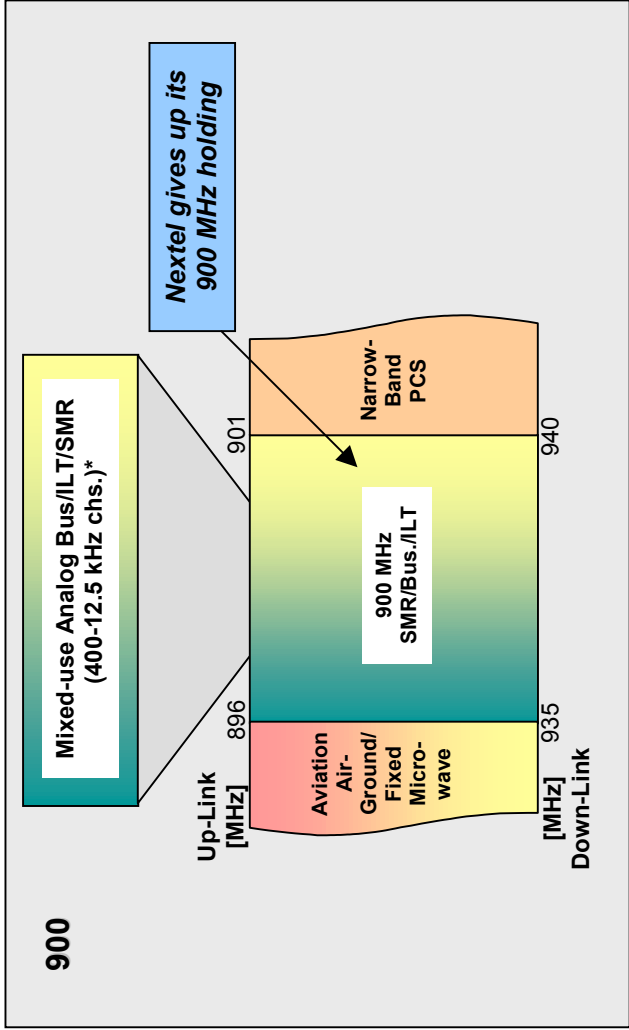 900
Mixed-use Analog Bus/ILT/SMR
(400-12.5 kHz chs.)*
Nextel gives up its
900 MHz holding
Up-Link
[MHz]
896
901
Aviation
Air-
Ground/
Fixed
Micro-
wave
900 MHz
SMR/Bus./ILT
Narrow-
Band
PCS
[MHz]
Down-Link
935
940